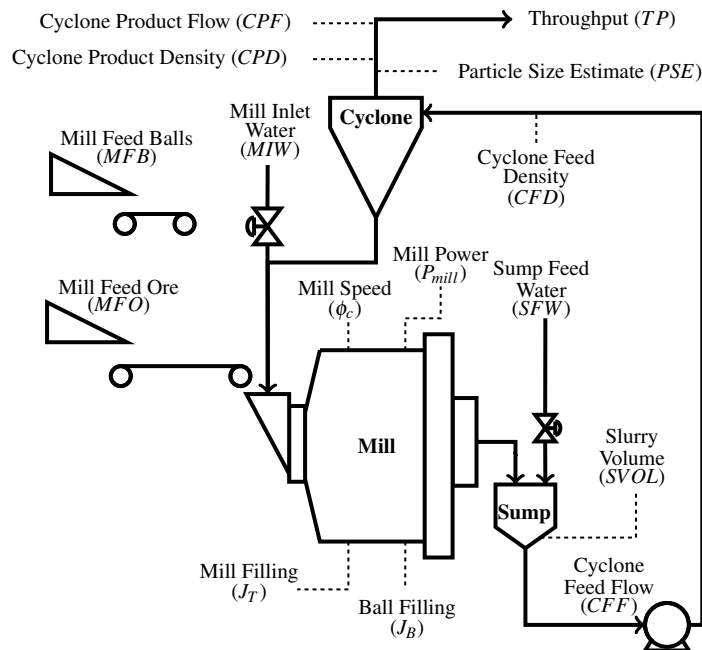 Cyclone Product Flow (CPF)
Throughput (TP)
Cyclone Product Density (CPD)
Particle Size Estimate (PSE)
Mill Inlet
Water
(MIW)
Cyclone
Mill Feed Balls
(MFB)
Cyclone Feed
Density
(CFD)
Mill Power
(P_mill)
Sump Feed
Water
(SFW)
Mill Feed Ore
(MFO)
Mill Speed
(ϕ_c)
Mill
Slurry
Volume
(SVOL)
Sump
Mill Filling
(J_T)
Ball Filling
(J_B)
Cyclone
Feed Flow
(CFF)